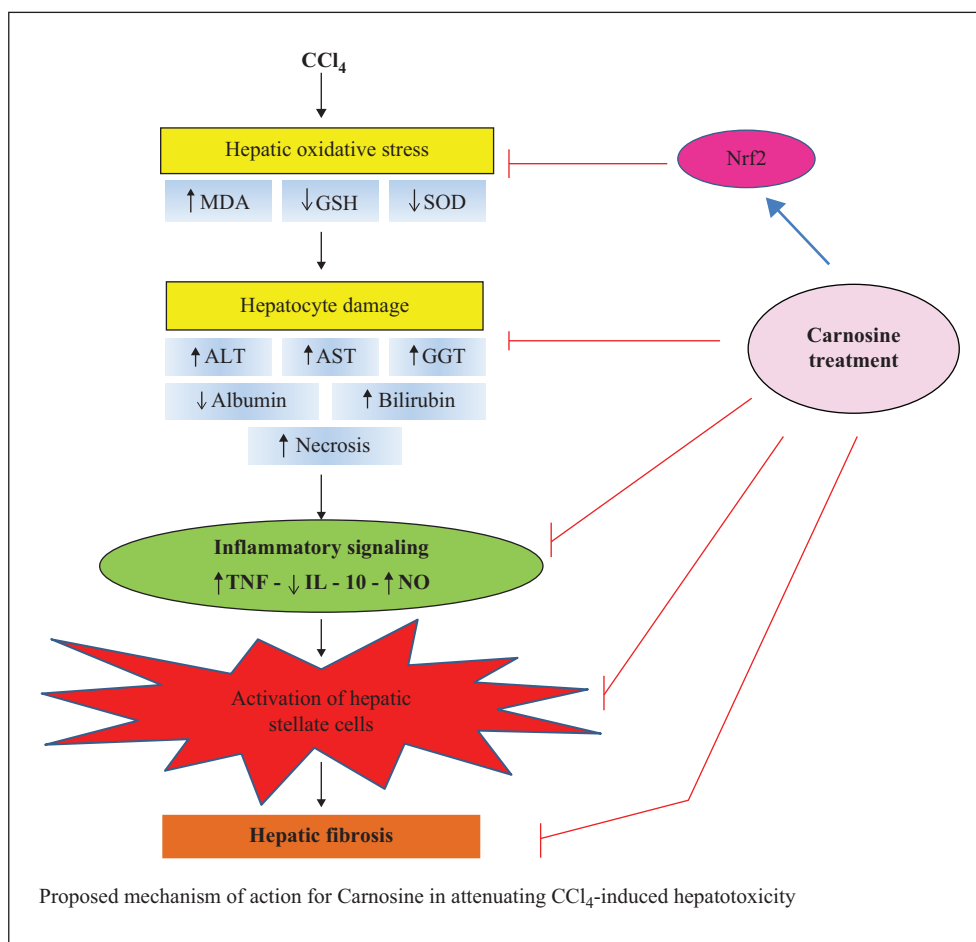 CCl₄
Hepatic oxidative stress
Nrf2
↑ MDA
↓ GSH
↓ SOD
Hepatocyte damage
Carnosine
treatment
↑ ALT
↑ AST
↑ GGT
↓ Albumin
↑ Bilirubin
↑ Necrosis
Inflammatory signaling
↑TNF - ↓ IL - 10 - ↑ NO
Activation of hepatic
stellate cells
Hepatic fibrosis
Proposed mechanism of action for Carnosine in attenuating CCl₄-induced hepatotoxicity